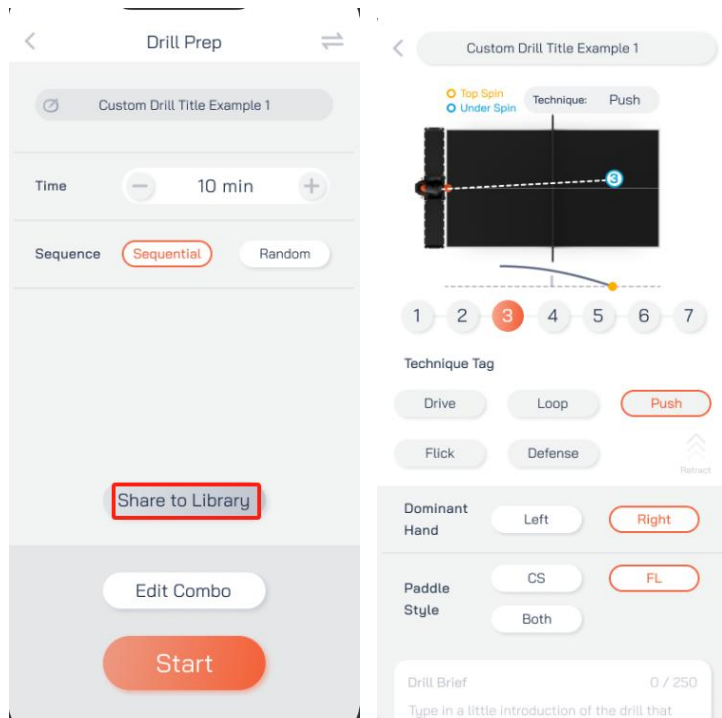 Drill Prep
Custom Drill Title Example 1
Time
10 min
Sequence
Sequential
Random
Share to Library
Edit Combo
Start
Custom Drill Title Example 1
Top Spin
Under Spin
Technique: Push
3
1 2 3 4 5 6 7
Technique Tag
Drive
Loop
Push
Flick
Defense
Retract
Dominant
Hand
Left
Right
Paddle
Style
CS
FL
Both
Drill Brief
0 / 250
Type in a little introduction of the drill that